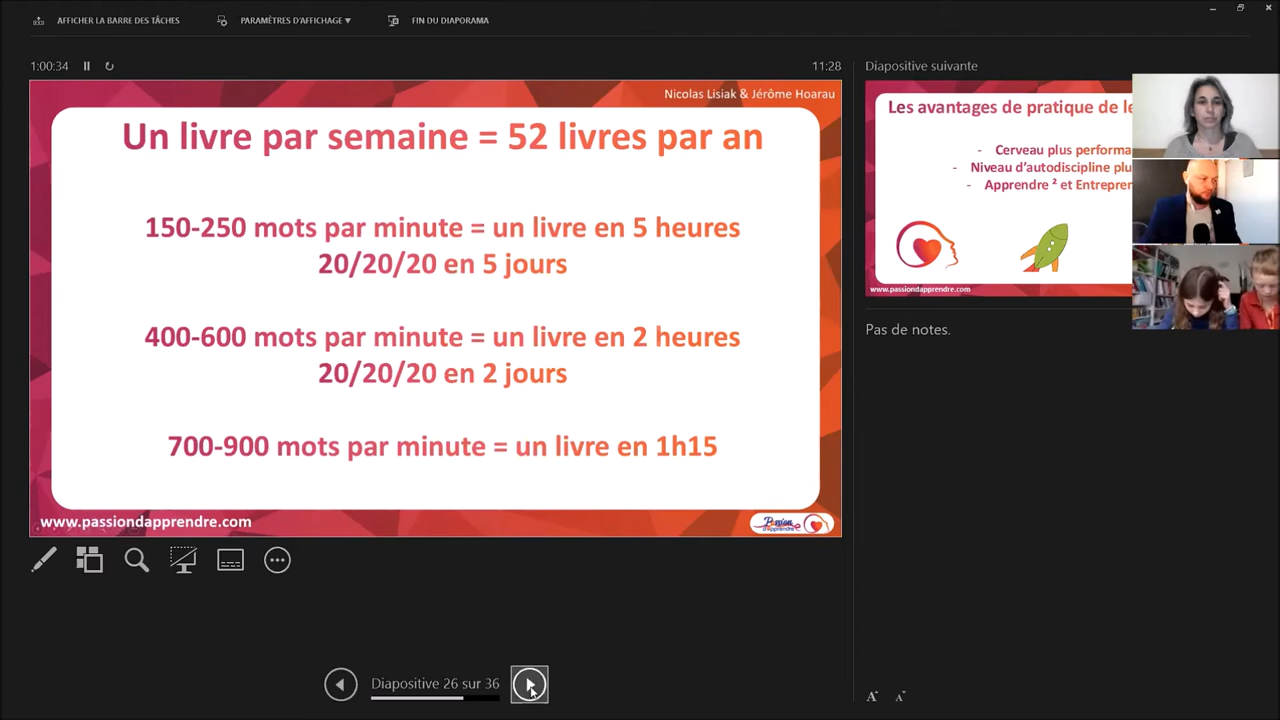 AFFICHER LA BARRE DES TÂCHES
PARAMÈTRES D'AFFICHAGE ▼
FIN DU DIAPORAMA
1:00:34
11:28
Nicolas Lisiak & Jérôme Hoarau
Un livre par semaine = 52 livres par an
150-250 mots par minute = un livre en 5 heures
20/20/20 en 5 jours
400-600 mots par minute = un livre en 2 heures
20/20/20 en 2 jours
700-900 mots par minute = un livre en 1h15
www.passiondapprendre.com
Passion d'apprendre
Diapositive suivante
Les avantages de pratique de
- Cerveau plus
- Niveau d'autodiscipline
- Apprendre ² et
www.passiondapprendre.com
Pas de notes.
Diapositive 26 sur 36
A A